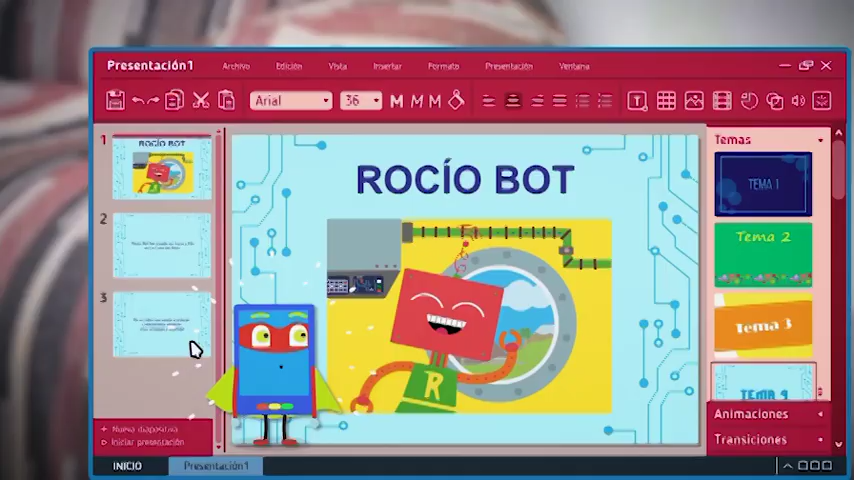 Presentación1
Archivo Edición Vista Insertar Formato Presentación Ventana
Arial 36 M M M T
1 ROCÍO BOT
2
3
ROCÍO BOT
R
Temas
TEMA 1
Tema 2
Tema 3
TEMA 4
Animaciones
Transiciones
+ Nueva diapositiva
Iniciar presentación
INICIO Presentación1